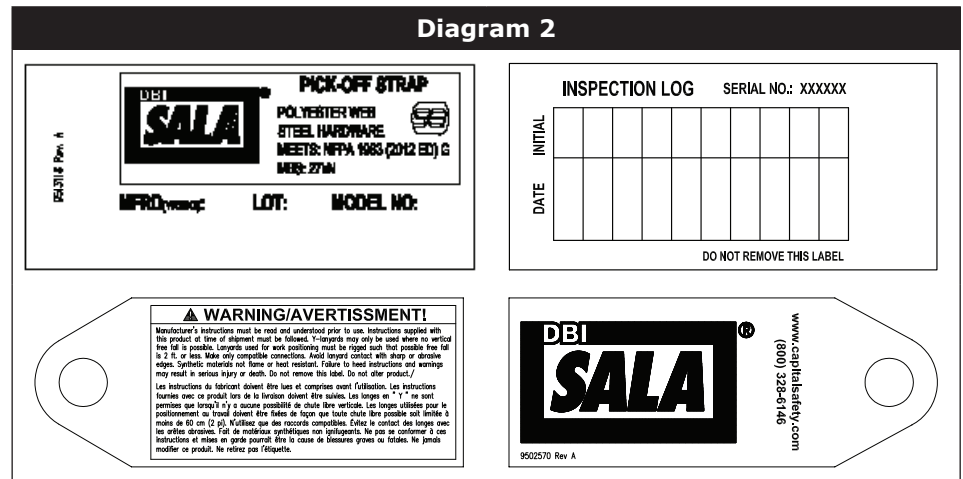 Diagram 2
DBI
SALA®
PICK-OFF STRAP
POLYESTER WEB
STEEL HARDWARE
MEETS: NFPA 1983 (2012 ED) G
MBS: 27kN
Rev. A
MFRD LOT: MODEL NO:
INSPECTION LOG SERIAL NO.: XXXXXX
INITIAL
DATE
DO NOT REMOVE THIS LABEL
WARNING/AVERTISSMENT!
Manufacturer's instructions must be read and understood prior to use. Instructions supplied with
this product at time of shipment must be followed. Y-lanyards may only be used where no vertical
free fall is possible. Lanyards used for work positioning must be rigged such that possible free fall
is 2 ft. or less. Make only compatible connections. Avoid lanyard contact with sharp or abrasive
edges. Synthetic materials not flame or heat resistant. Failure to heed instructions and warnings
may result in serious injury or death. Do not remove this label. Do not alter product./
Les instructions du fabricant doivent être lues et comprises avant l'utilisation. Les instructions
fournies avec ce produit lors de la livraison doivent être suivies. Les longes en " Y " ne sont
permises que lorsqu'il n'y a aucune possibilité de chute libre verticale. Les longes utilisées pour le
positionnement au travail doivent être fixées de façon que toute chute libre possible soit limitée à
moins de 60 cm (2 pi). N'utilisez que des raccords compatibles. Évitez le contact des longes avec
les arêtes abrasives. Fait de matériaux synthétiques non ignifugeants. Ne pas se conformer à ces
instructions et mises en garde pourraît être la cause de blessures graves ou fatales. Ne jamais
modifier ce produit. Ne retirez pas l'étiquette.
DBI
SALA®
www.capitalsafety.com
(800) 328-6146
9502570 Rev A